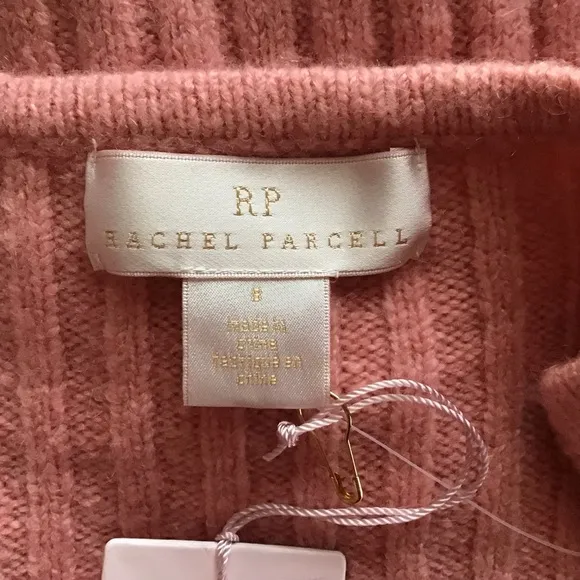 RP
RACHEL PARCELL
made in
china
fabriqué en
chine